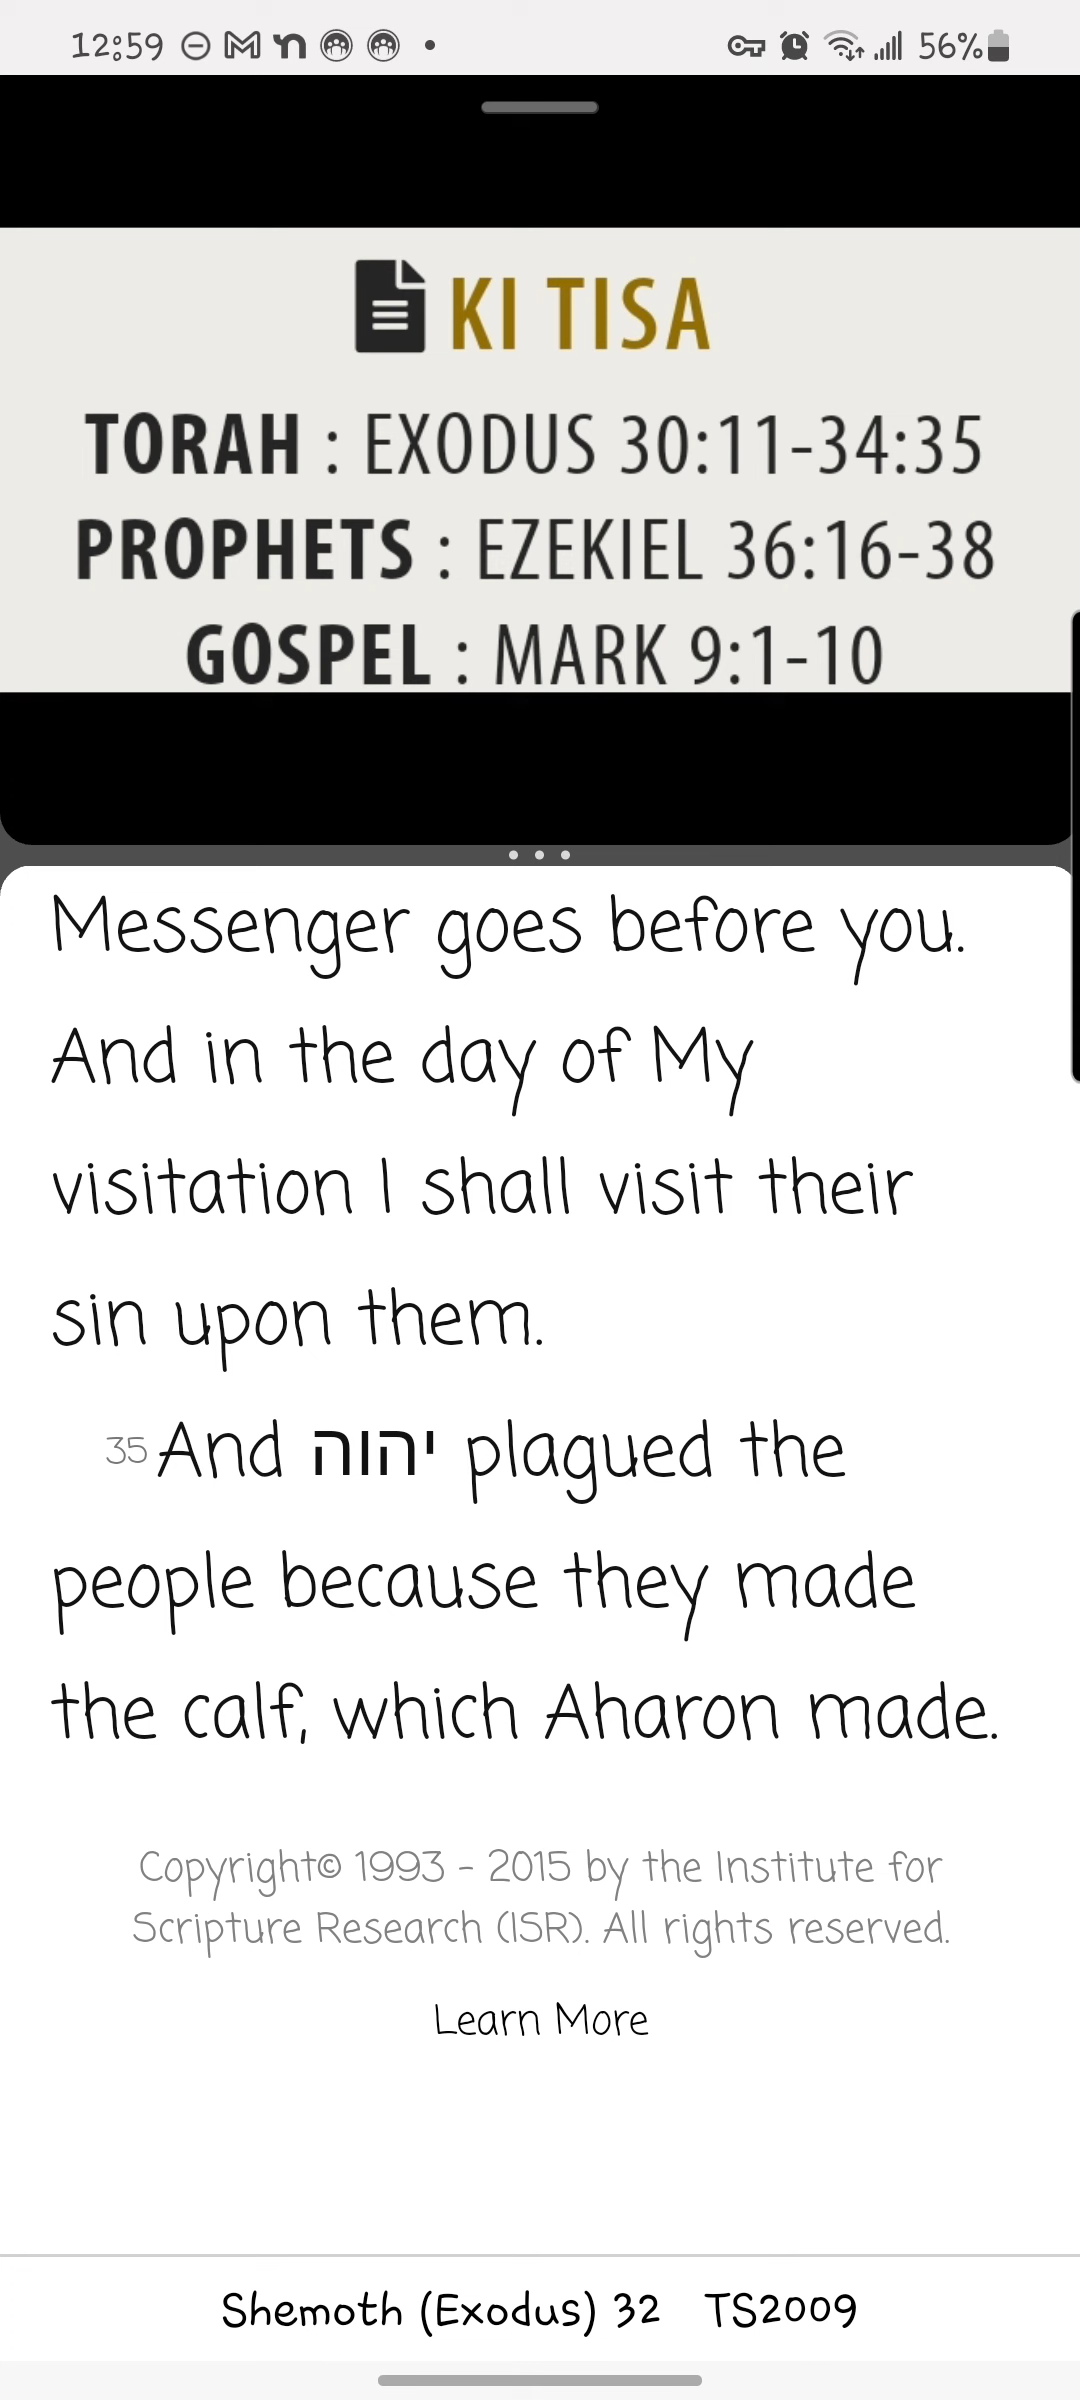 12:59 56%
KI TISA
TORAH : EXODUS 30:11-34:35
PROPHETS : EZEKIEL 36:16-38
GOSPEL : MARK 9:1-10
Messenger goes before you.
And in the day of My
visitation I shall visit their
sin upon them.
35 And יהוה plagued the
people because they made
the calf, which Aharon made.
Copyright© 1993 - 2015 by the Institute for
Scripture Research (ISR). All rights reserved.
Learn More
Shemoth (Exodus) 32 TS2009